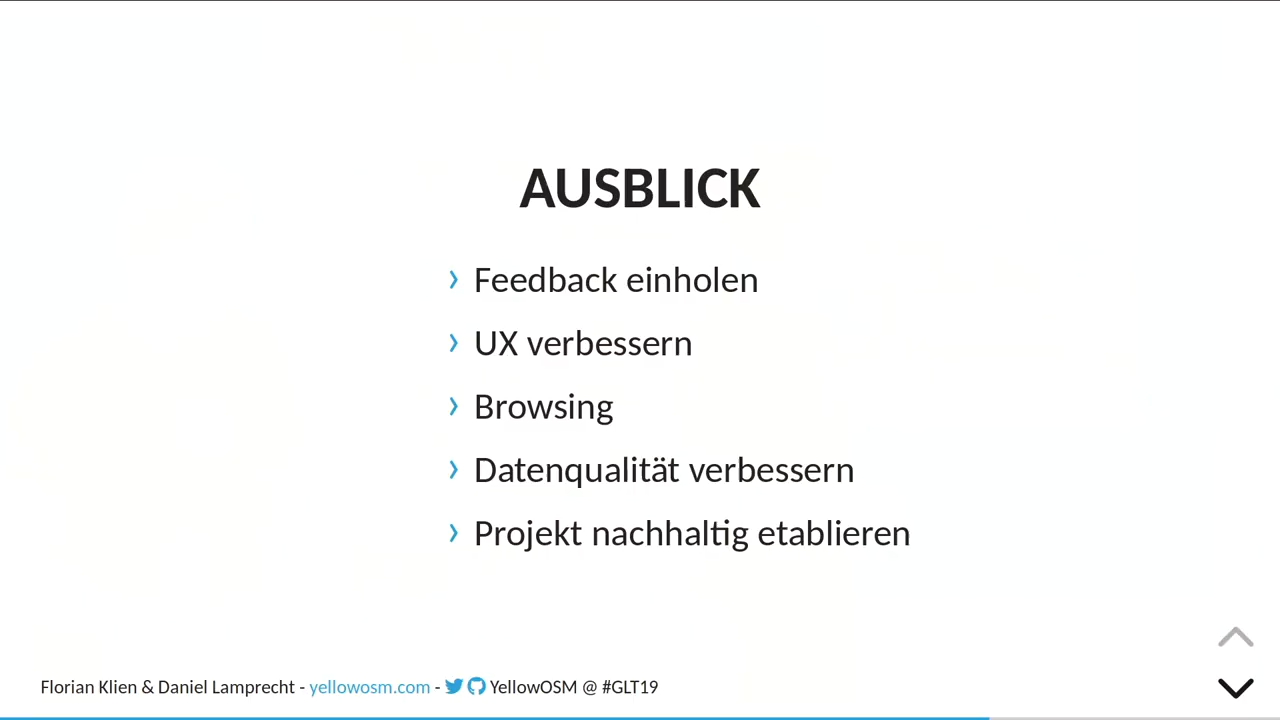 AUSBLICK
Feedback einholen
UX verbessern
Browsing
Datenqualität verbessern
Projekt nachhaltig etablieren
Florian Klien & Daniel Lamprecht - yellowosm.com - YellowOSM @ #GLT19